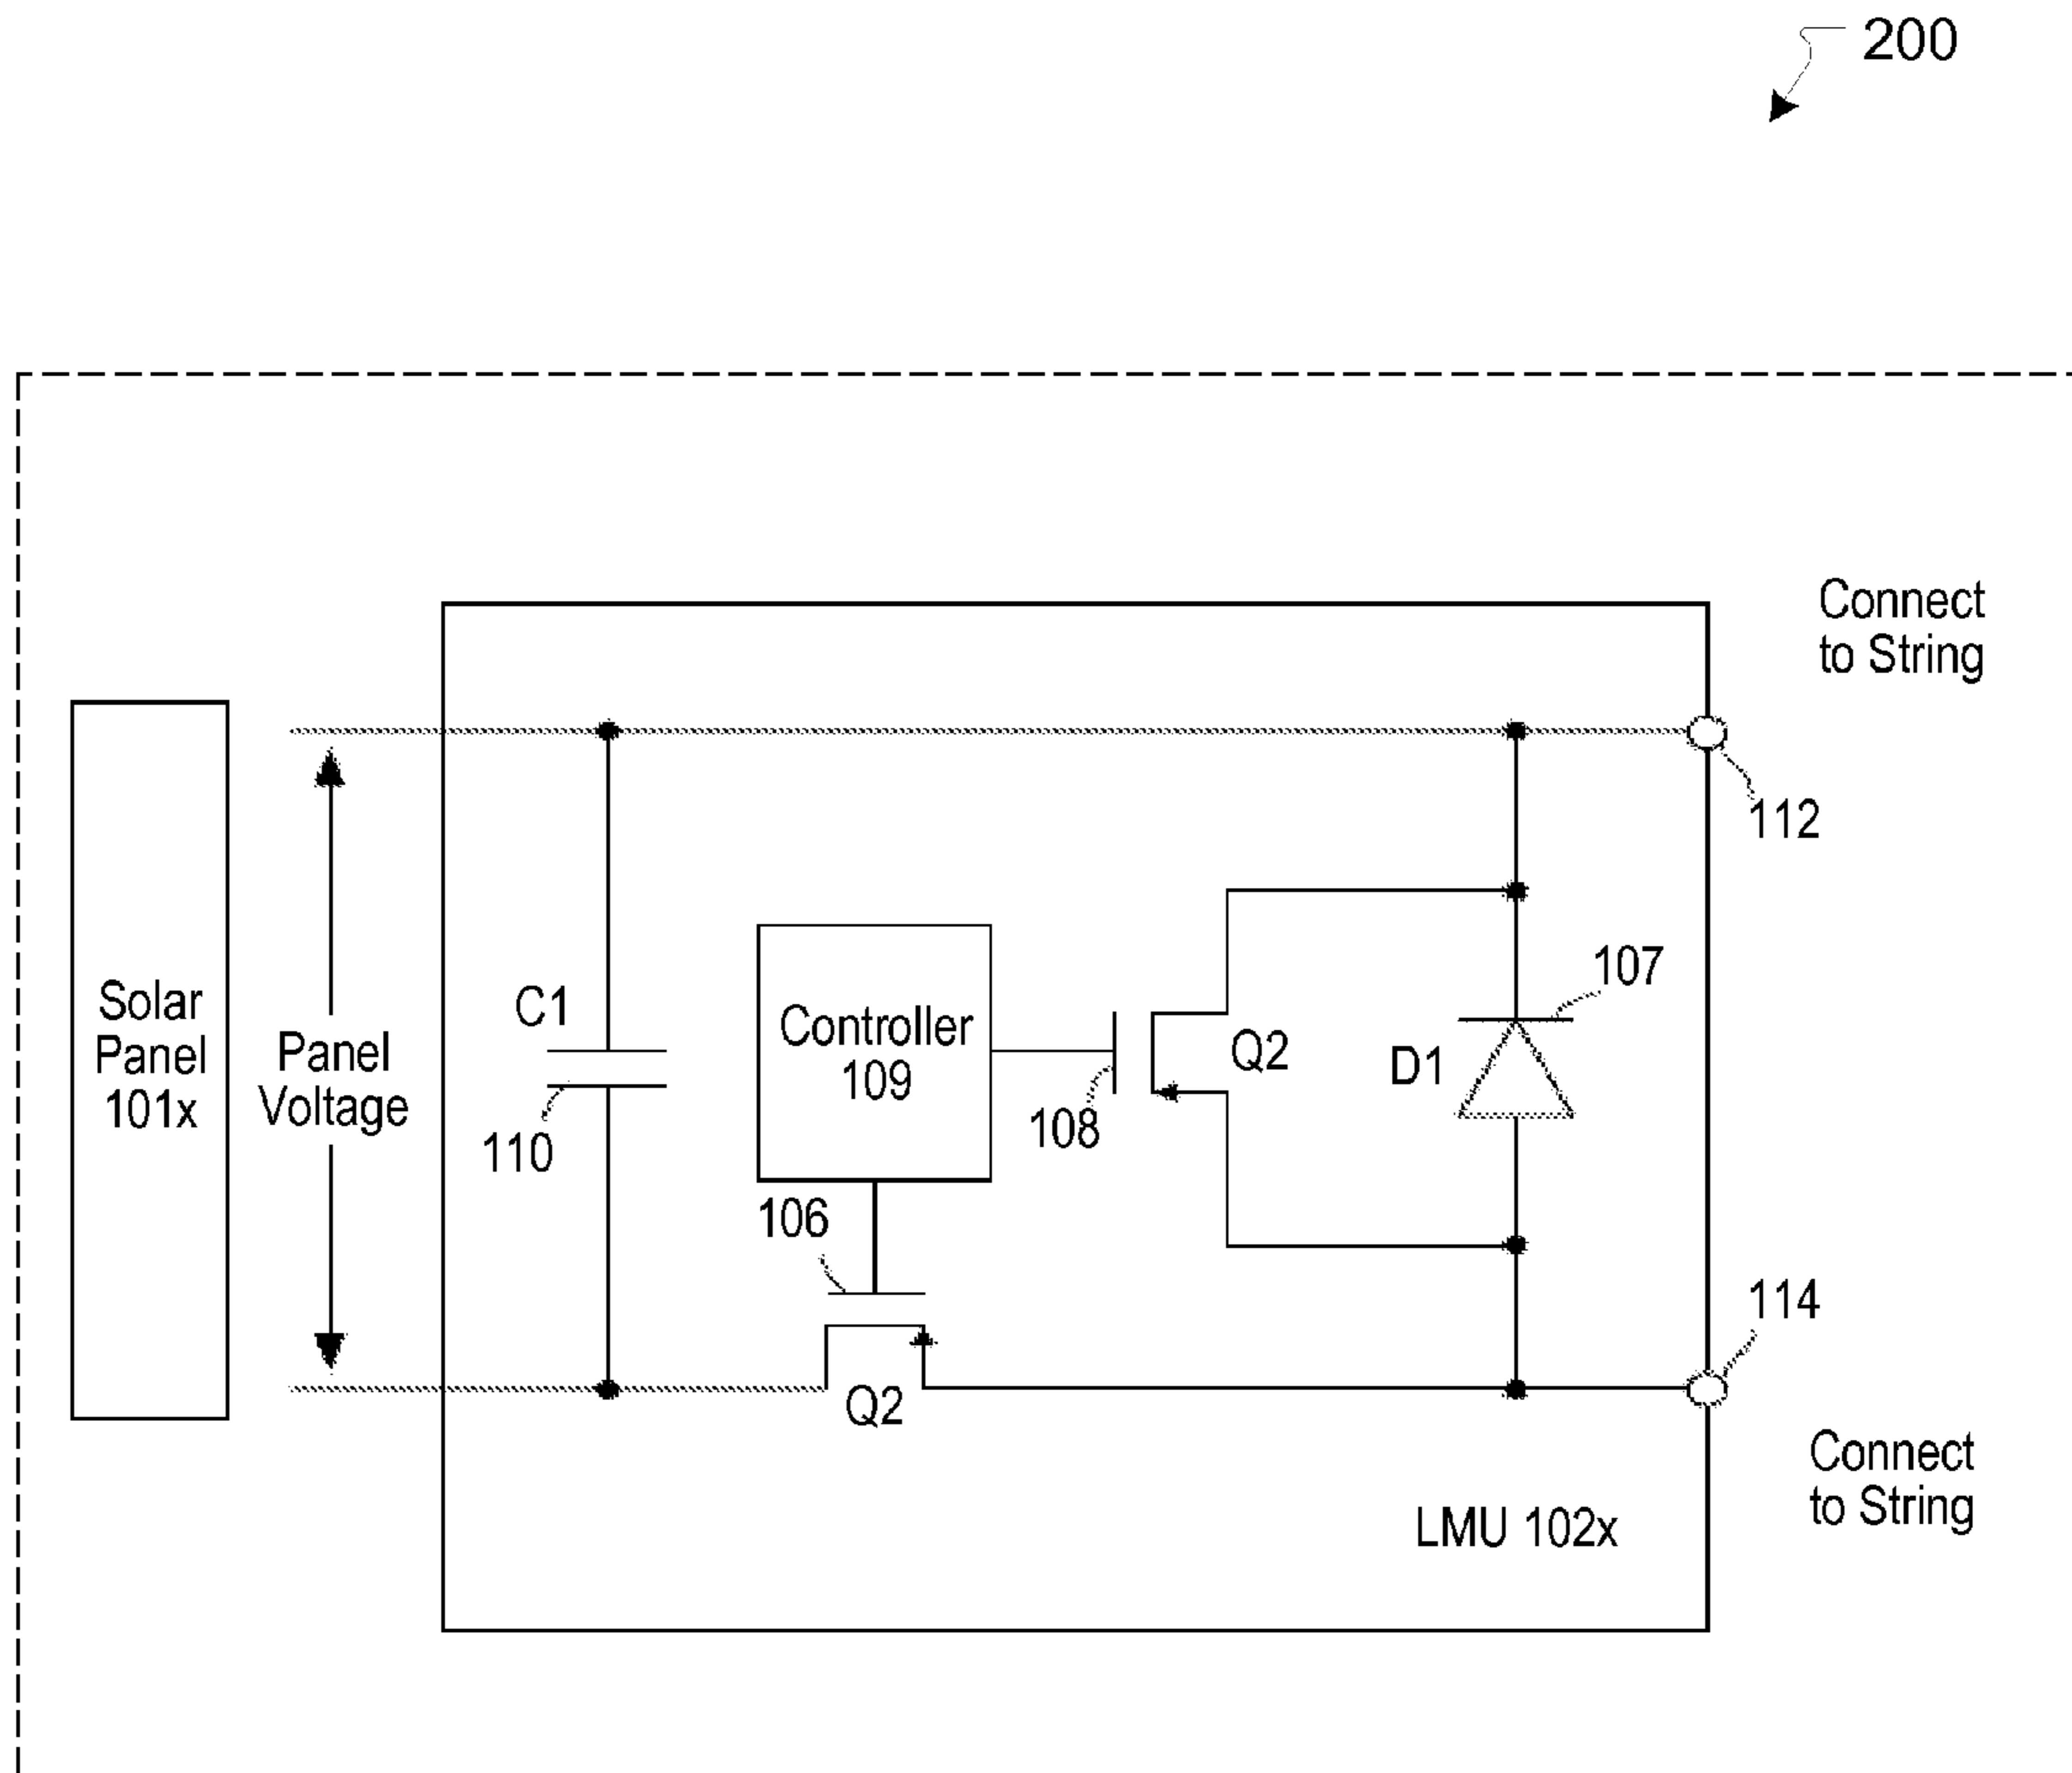 200
Connect
to String
112
107
Solar
Panel
101x
Panel
Voltage
C1
110
Controller
109
108
Q2
D1
106
Q2
114
Connect
to String
LMU 102x